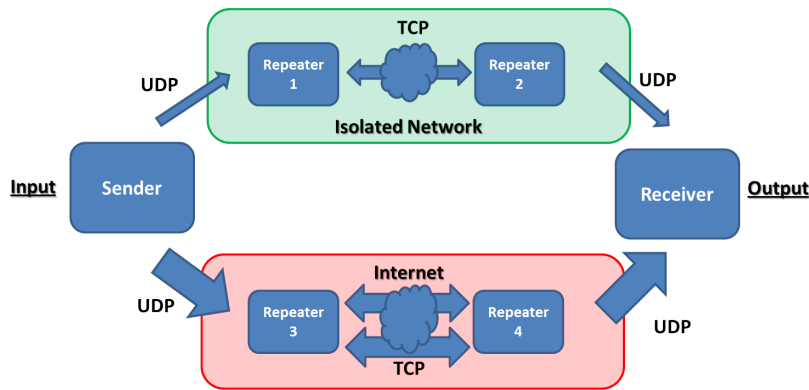 TCP
Repeater
1
Repeater
2
UDP
UDP
Isolated Network
Input
Sender
Receiver
Output
Internet
UDP
Repeater
3
Repeater
4
UDP
TCP